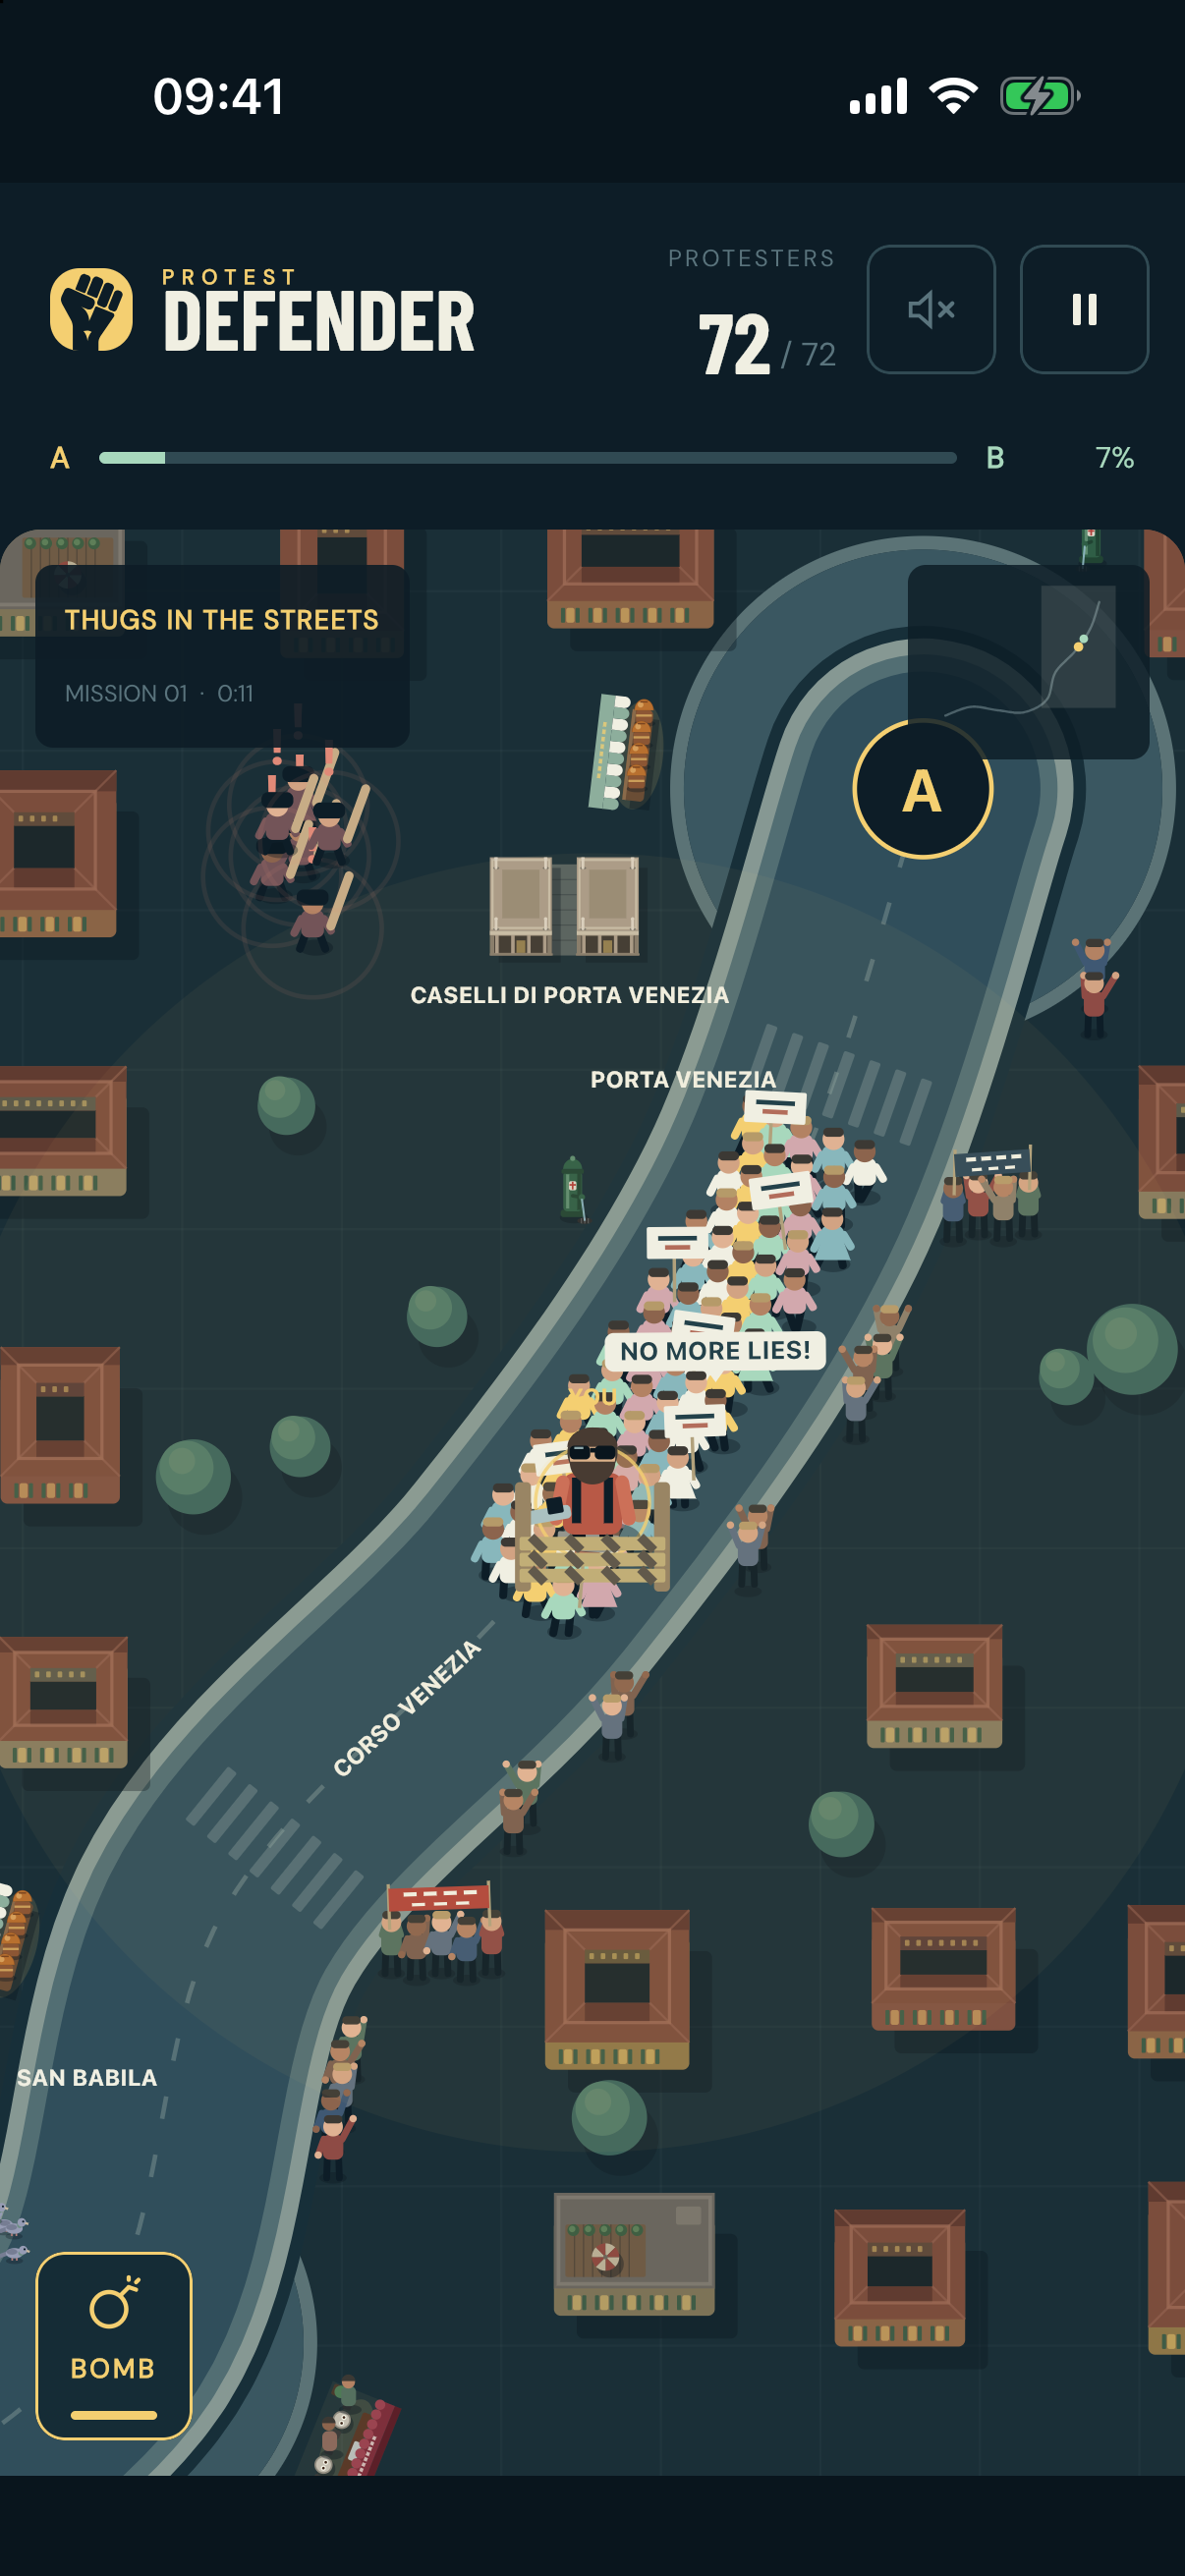 09:41
PROTEST
DEFENDER
PROTESTERS
72 / 72
A
B
7%
THUGS IN THE STREETS
MISSION 01 · 0:11
!
!
!
!
A
CASELLI DI PORTA VENEZIA
PORTA VENEZIA
NO MORE LIES!
YOU
CORSO VENEZIA
SAN BABILA
BOMB